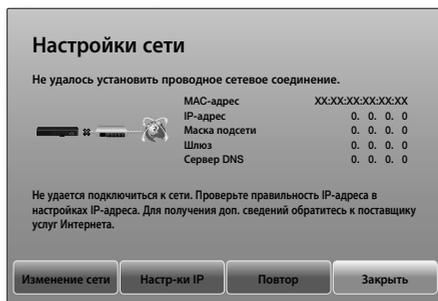 Настройки сети
Не удалось установить проводное сетевое соединение.
MAC-адрес XX:XX:XX:XX:XX:XX
IP-адрес 0. 0. 0. 0
Маска подсети 0. 0. 0. 0
Шлюз 0. 0. 0. 0
Сервер DNS 0. 0. 0. 0
Не удается подключиться к сети. Проверьте правильность IP-адреса в
настройках IP-адреса. Для получения доп. сведений обратитесь к поставщику
услуг Интернета.
Изменение сети Настр-ки IP Повтор Закрыть